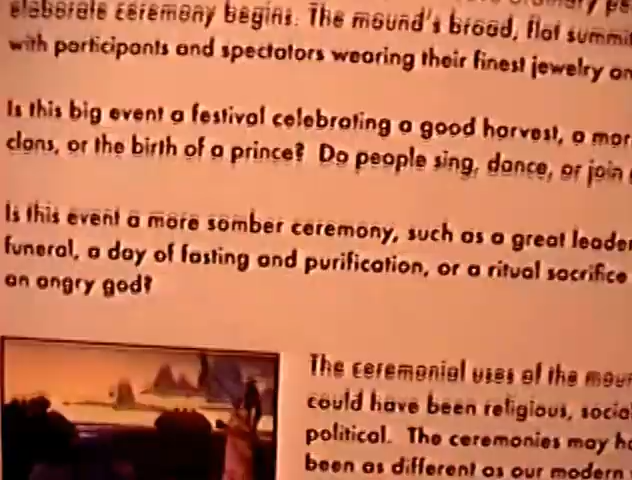 elaborate ceremony begins. The mound's broad, flat summit
with participants and spectators wearing their finest jewelry
Is this big event a festival celebrating a good harvest, a
clans, or the birth of a prince? Do people sing, dance, or join
Is this event a more somber ceremony, such as a great
funeral, a day of fasting and purification, or a ritual sacrifice
an angry god?
The ceremonial uses of the
could have been religious,
political. The ceremonies may
been as different as our modern